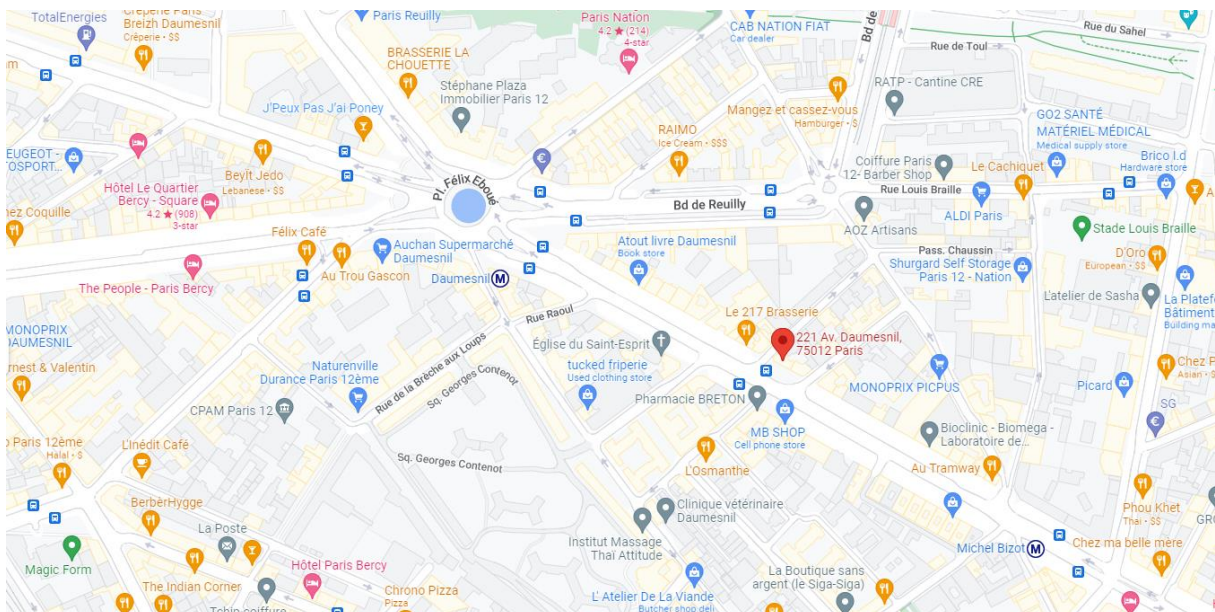 TotalEnergies
Crêperie Paris
Breizh Daumesnil
Crêperie • $$
Paris Reuilly
BRASSERIE LA
CHOUETTE
Stéphane Plaza
Immobilier Paris 12
Paris Nation
4.2 ★ (214)
4-star
CAB NATION FIAT
Car dealer
Bd de
Rue du Sahel
Rue de Toul
RATP - Cantine CRE
J'Peux Pas J'ai Poney
Mangez et cassez-vous
Hamburger • $
GO2 SANTÉ
MATÉRIEL MÉDICAL
Medical supply store
RAIMO
Ice Cream • $$$
Coiffure Paris
12- Barber Shop
Le Cachiquet
Brico l.d
Hardware store
Beyit Jedo
Lebanese • $$
Pl. Félix Eboué
Rue Louis Braille
ALDI Paris
Hôtel Le Quartier
Bercy - Square
4.2 ★ (908)
3-star
Bd de Reuilly
AOZ Artisans
Stade Louis Braille
Félix Café
Auchan Supermarché
Daumesnil
Atout livre Daumesnil
Book store
Pass. Chaussin
Shurgard Self Storage
Paris 12 - Nation
D'Oro
European • $$
Au Trou Gascon
The People - Paris Bercy
Daumesnil
M
L'atelier de Sasha
La
Bâtiment
Rue Raoul
Le 217 Brasserie
221 Av. Daumesnil,
75012 Paris
MONOPRIX
DAUMESNIL
Église du Saint-Esprit
& Valentin
Naturenville
Durance Paris 12ème
Rue de la Brèche aux Loups
Sq. Georges Contenot
tucked friperie
Used clothing store
MONOPRIX PICPUS
Picard
Asian
CPAM Paris 12
Pharmacie BRETON
MB SHOP
Cell phone store
SG
Bioclinic - Biomega -
Laboratoire de...
Paris 12ème
Halal • $
L'Inédit Café
Sq. Georges Contenot
L'Osmanthe
Au Tramway
BerbèrHygge
Clinique vétérinaire
Daumesnil
Phou Khet
Thai • $$
La Poste
Institut Massage
Thaï Attitude
Michel Bizot
M
Chez ma belle mère
Magic Form
The Indian Corner
Hôtel Paris Bercy
Chrono Pizza
Pizza
La Boutique sans
argent (le Siga-Siga)
L' Atelier De La Viande
Butcher shop deli
Tchip coiffure